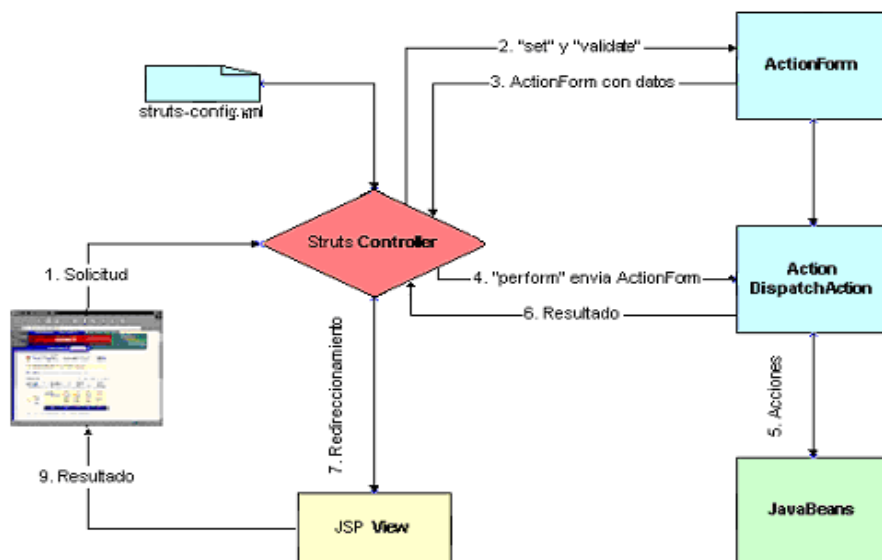 2. "set" y "validate"
ActionForm
3. ActionForm con datos
struts-config.xml
Struts Controller
1. Solicitud
4. "perform" envia ActionForm
Action
DispatchAction
6. Resultado
7. Redireccionamiento
5. Acciones
9. Resultado
JSP View
JavaBeans